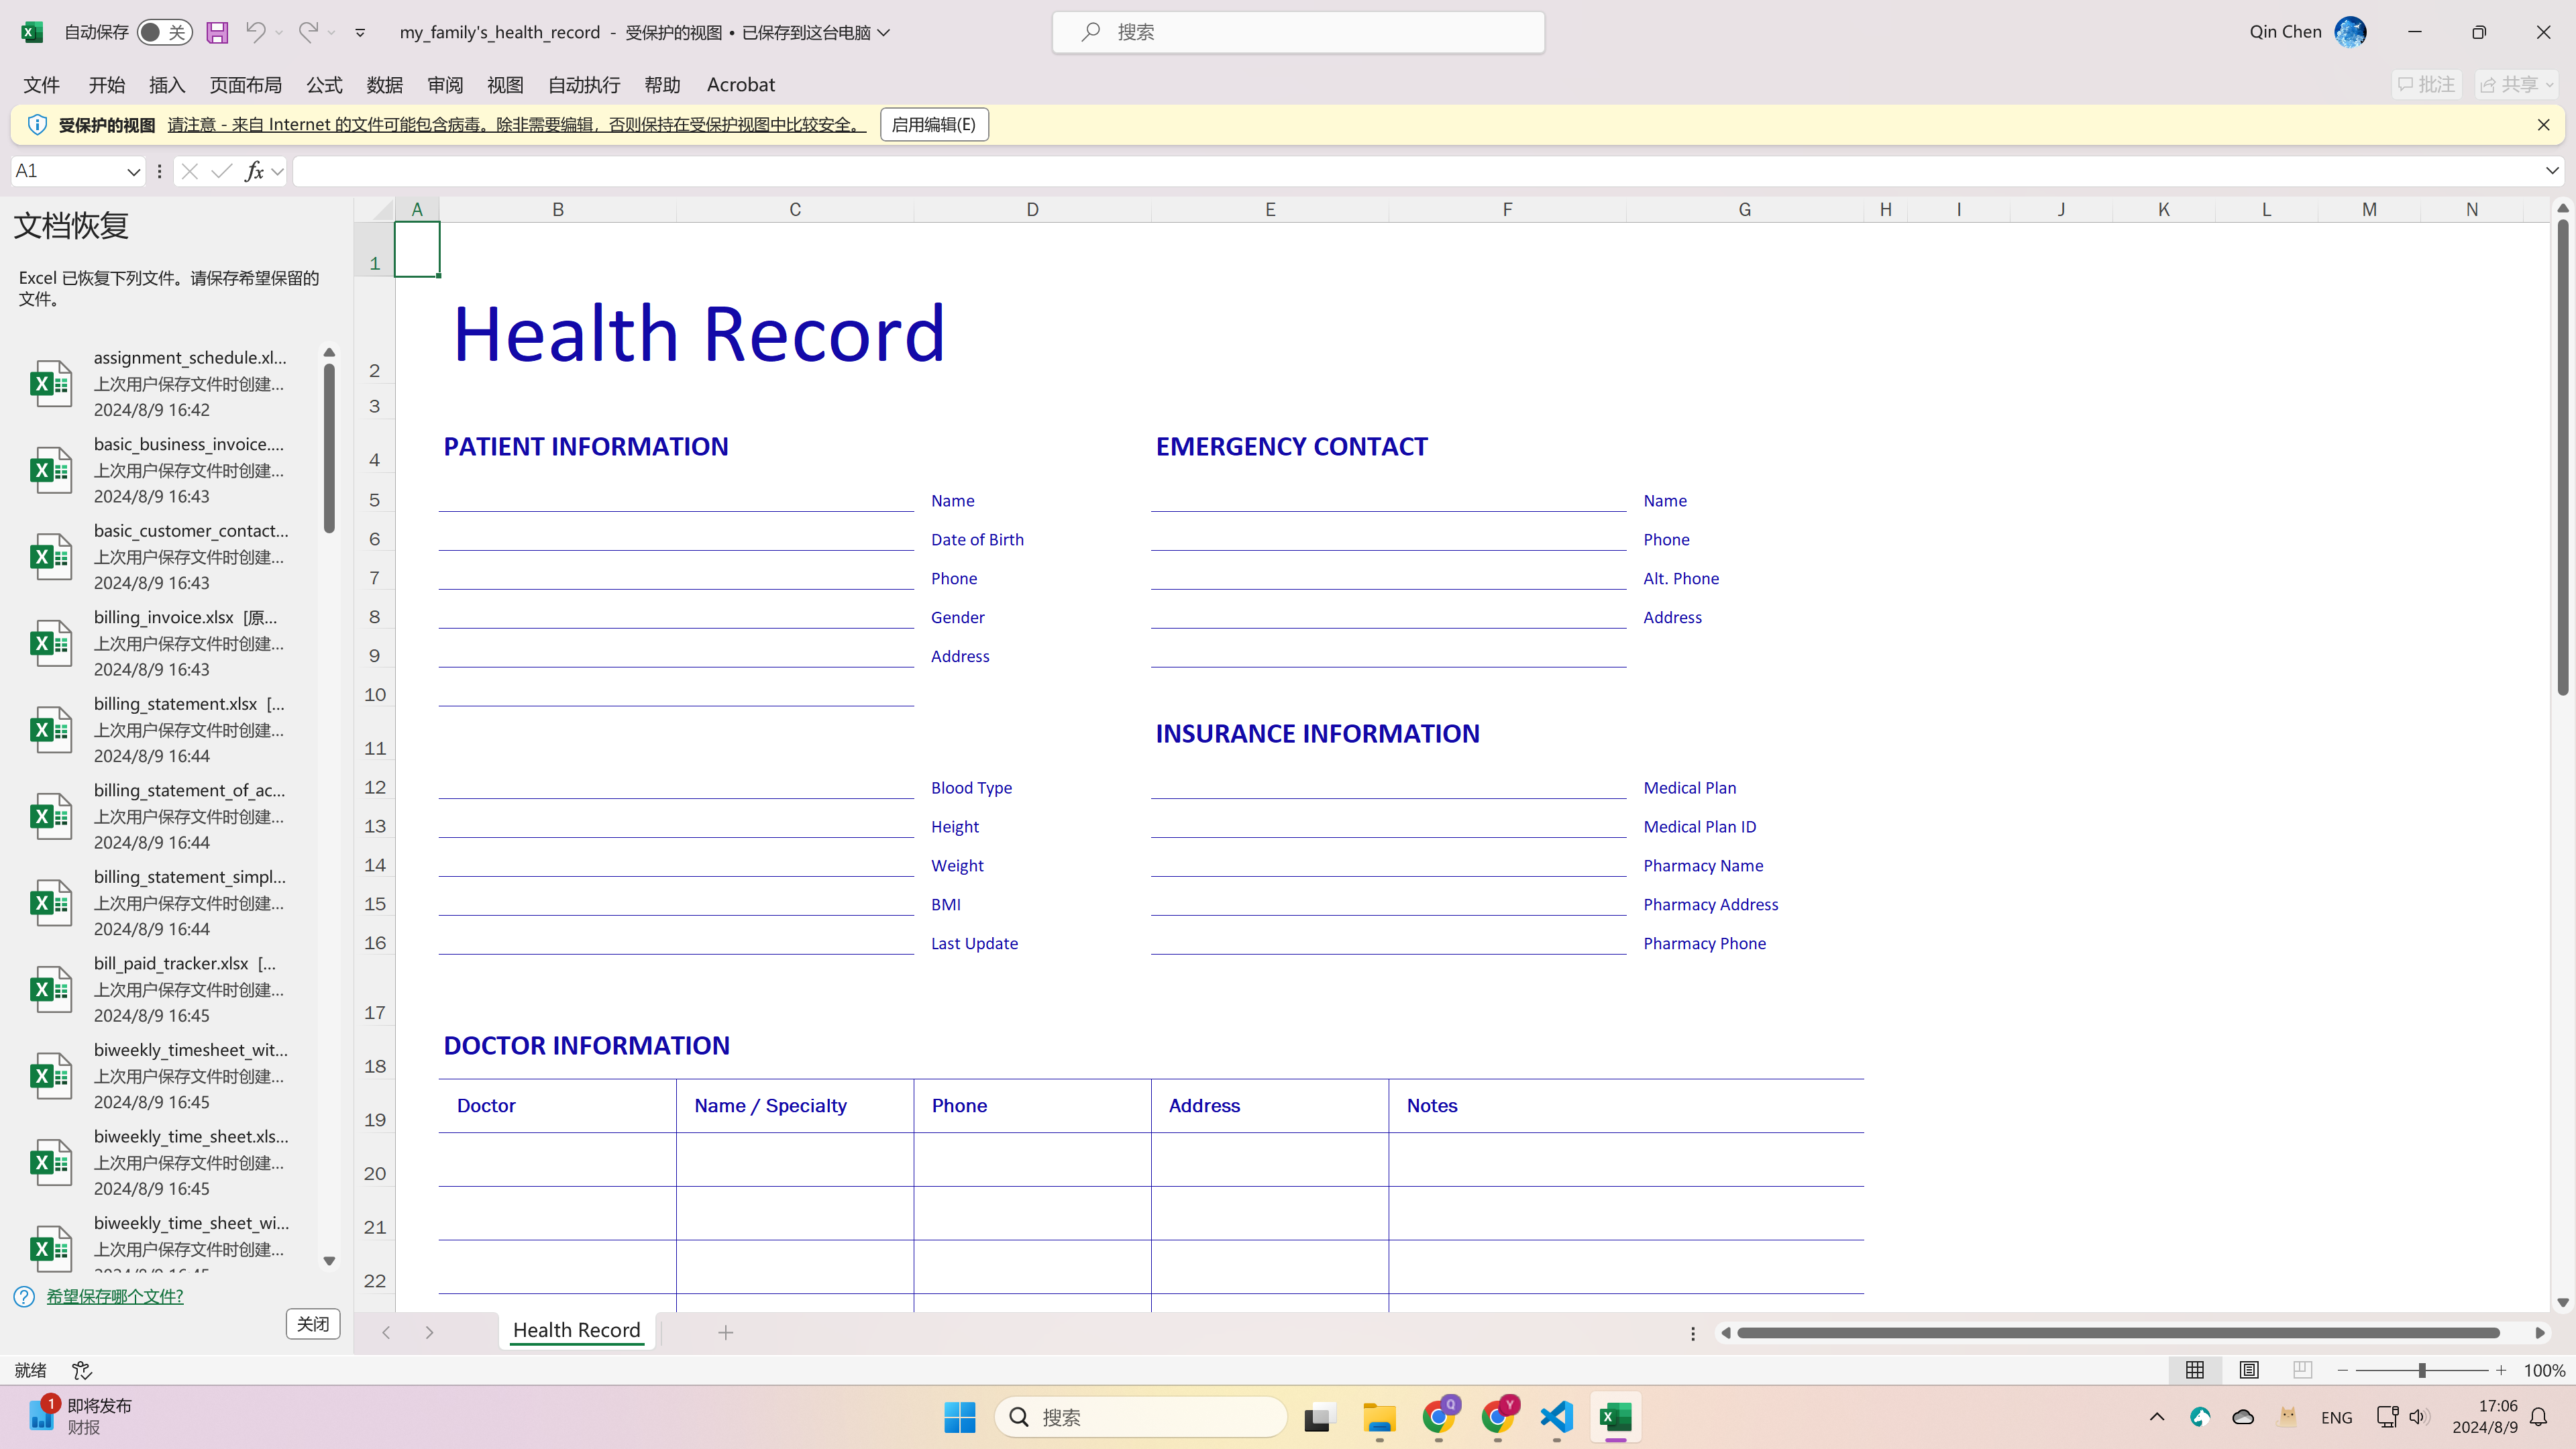 自动保存 关 my_family's_health_record - 受保护的视图 • 已保存到这台电脑 搜索 Qin Chen
文件 开始 插入 页面布局 公式 数据 审阅 视图 自动执行 帮助 Acrobat 批注 共享
受保护的视图 请注意 - 来自 Internet 的文件可能包含病毒。除非需要编辑，否则保持在受保护视图中比较安全。 启用编辑(E)
A1 fx
文档恢复
Excel 已恢复下列文件。请保存希望保留的
文件。
assignment_schedule.xl...
上次用户保存文件时创建...
2024/8/9 16:42
basic_business_invoice....
上次用户保存文件时创建...
2024/8/9 16:43
basic_customer_contact...
上次用户保存文件时创建...
2024/8/9 16:43
billing_invoice.xlsx [原...
上次用户保存文件时创建...
2024/8/9 16:43
billing_statement.xlsx [...
上次用户保存文件时创建...
2024/8/9 16:44
billing_statement_of_ac...
上次用户保存文件时创建...
2024/8/9 16:44
billing_statement_simpl...
上次用户保存文件时创建...
2024/8/9 16:44
bill_paid_tracker.xlsx [...
上次用户保存文件时创建...
2024/8/9 16:45
biweekly_timesheet_wit...
上次用户保存文件时创建...
2024/8/9 16:45
biweekly_time_sheet.xls...
上次用户保存文件时创建...
2024/8/9 16:45
biweekly_time_sheet_wi...
上次用户保存文件时创建...
2024/8/9 16:45
希望保存哪个文件?
关闭
A B C D E F G H I J K L M N
1
2 Health Record
3
4 PATIENT INFORMATION EMERGENCY CONTACT
5 Name Name
6 Date of Birth Phone
7 Phone Alt. Phone
8 Gender Address
9 Address
10
11 INSURANCE INFORMATION
12 Blood Type Medical Plan
13 Height Medical Plan ID
14 Weight Pharmacy Name
15 BMI Pharmacy Address
16 Last Update Pharmacy Phone
17
18 DOCTOR INFORMATION
19 Doctor Name / Specialty Phone Address Notes
20
21
22
Health Record
就绪 100%
1 即将发布
财报
搜索
Q Y
ENG
17:06
2024/8/9